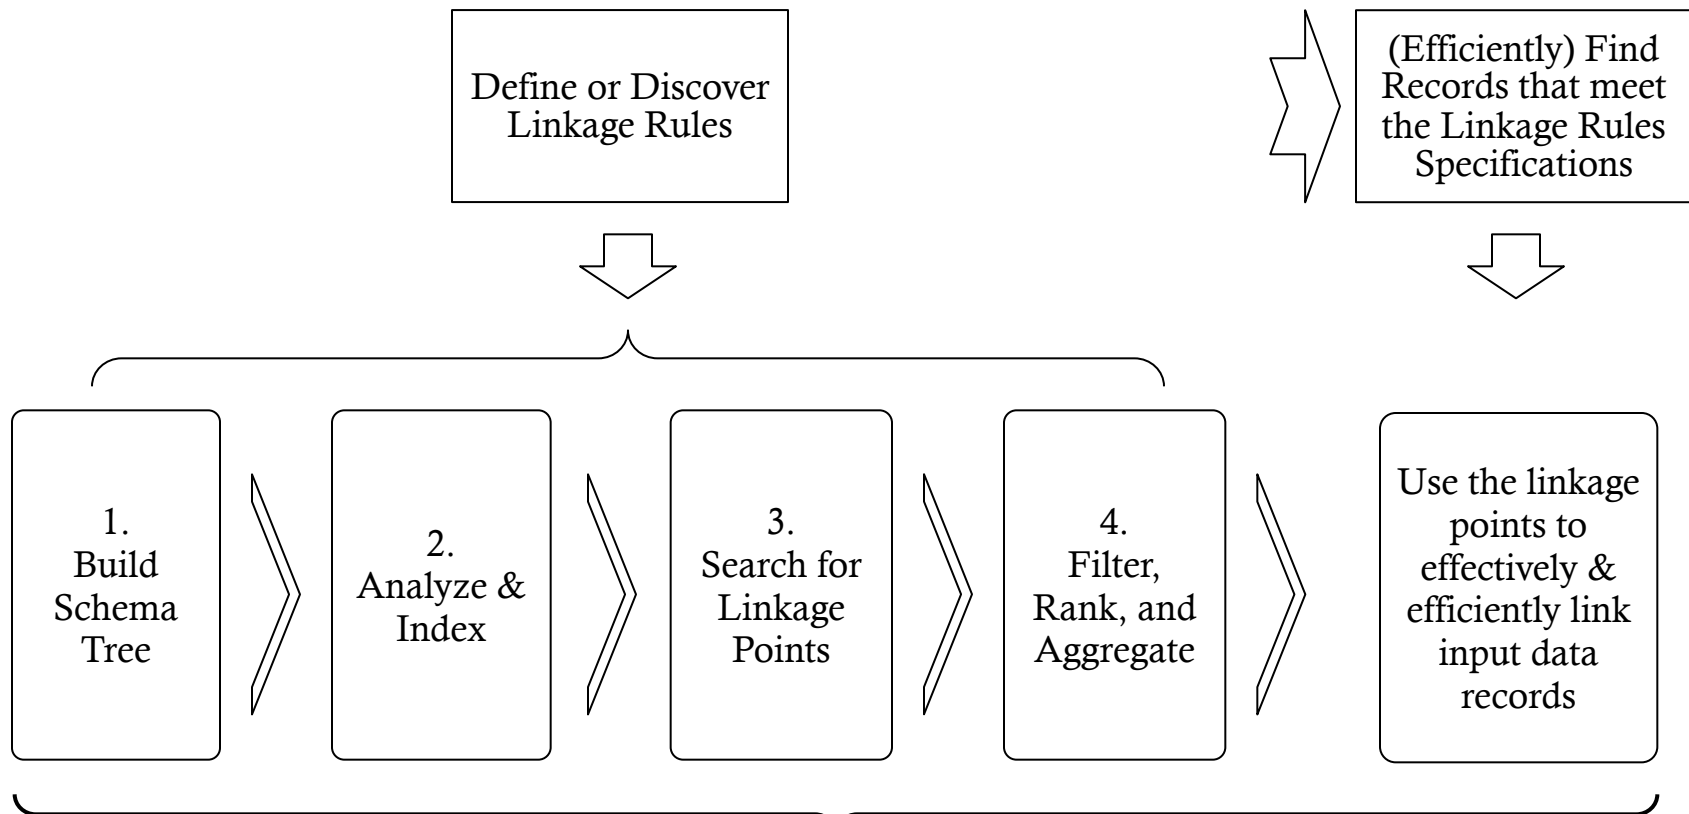 Define or Discover
Linkage Rules
(Efficiently) Find
Records that meet
the Linkage Rules
Specifications
1.
Build
Schema
Tree
2.
Analyze &
Index
3.
Search for
Linkage
Points
4.
Filter,
Rank, and
Aggregate
Use the linkage
points to
effectively &
efficiently link
input data
records